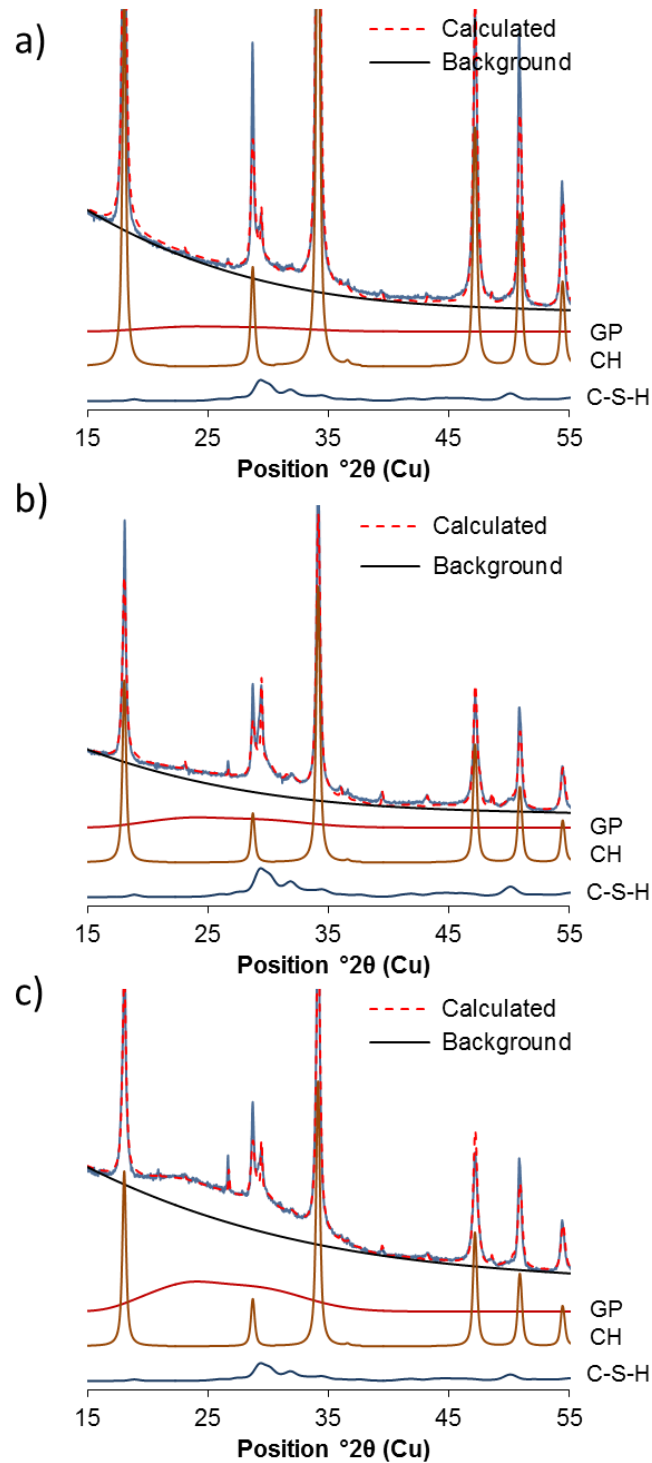 a)
Calculated
Background
GP
CH
C-S-H
15 25 35 45 55
Position °2θ (Cu)
b)
Calculated
Background
GP
CH
C-S-H
15 25 35 45 55
Position °2θ (Cu)
c)
Calculated
Background
GP
CH
C-S-H
15 25 35 45 55
Position °2θ (Cu)